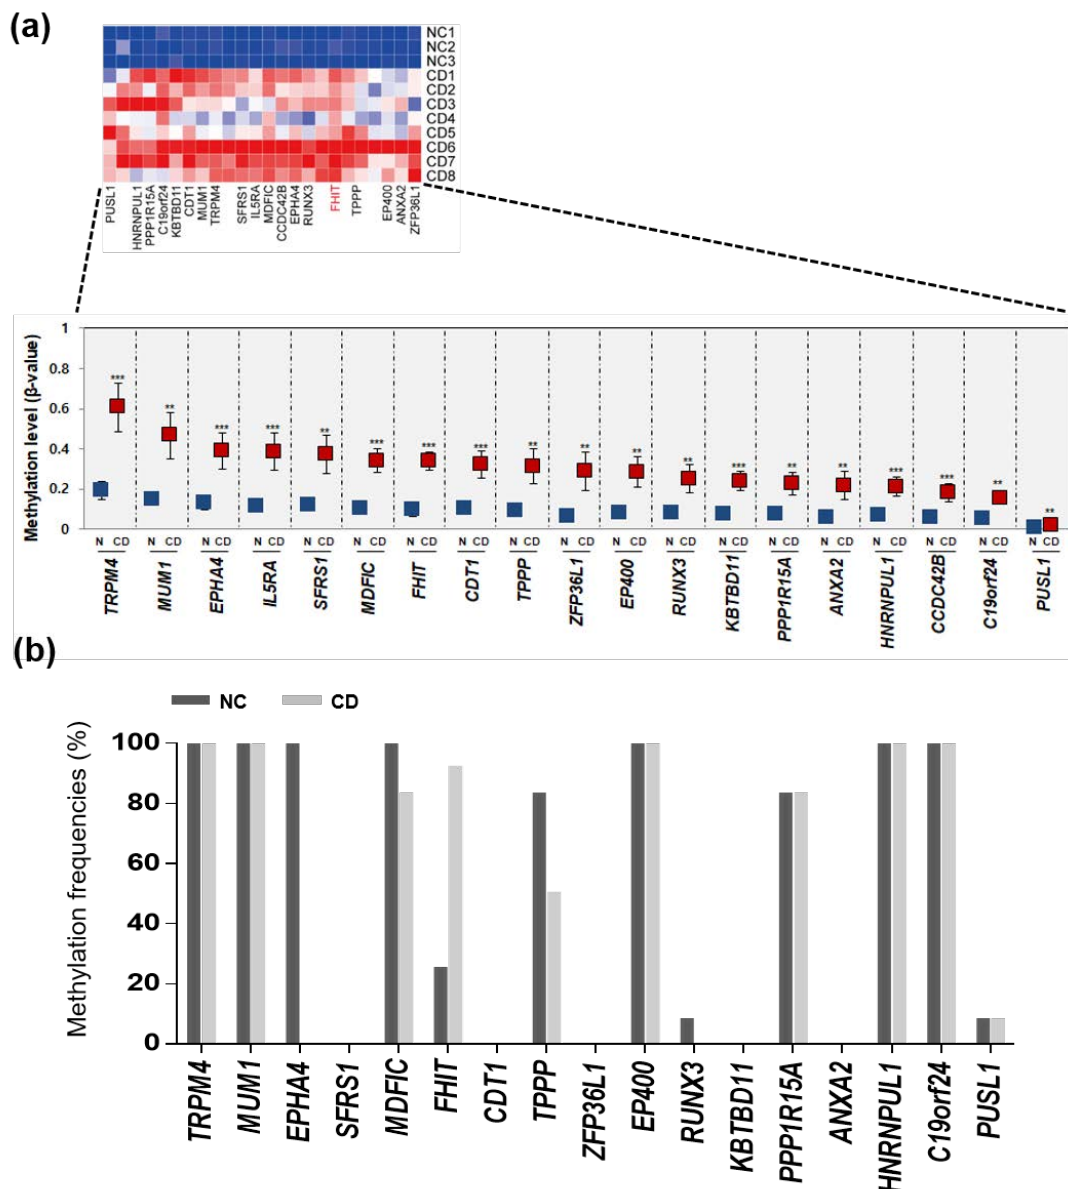 (a)
NC1
NC2
NC3
CD1
CD2
CD3
CD4
CD5
CD6
CD7
CD8
PUSL1 HNRNPUL1 PPP1R15A C19orf24 KBTBD11 CDT1 MUM1 TRPM4 SFRS1 IL5RA MDFIC CCDC42B EPHA4 RUNX3 FHIT TPPP EP400 ANXA2 ZFP36L1
Methylation level (β-value)
1
0.8
0.6
0.4
0.2
0
*** ** *** *** ** *** *** *** ** ** ** ** *** ** ** *** *** ** **
N CD N CD N CD N CD N CD N CD N CD N CD N CD N CD N CD N CD N CD N CD N CD N CD N CD N CD N CD
TRPM4 MUM1 EPHA4 IL5RA SFRS1 MDFIC FHIT CDT1 TPPP ZFP36L1 EP400 RUNX3 KBTBD11 PPP1R15A ANXA2 HNRNPUL1 CCDC42B C19orf24 PUSL1
(b)
NC CD
Methylation frequencies (%)
100
80
60
40
20
0
TRPM4 MUM1 EPHA4 SFRS1 MDFIC FHIT CDT1 TPPP ZFP36L1 EP400 RUNX3 KBTBD11 PPP1R15A ANXA2 HNRNPUL1 C19orf24 PUSL1